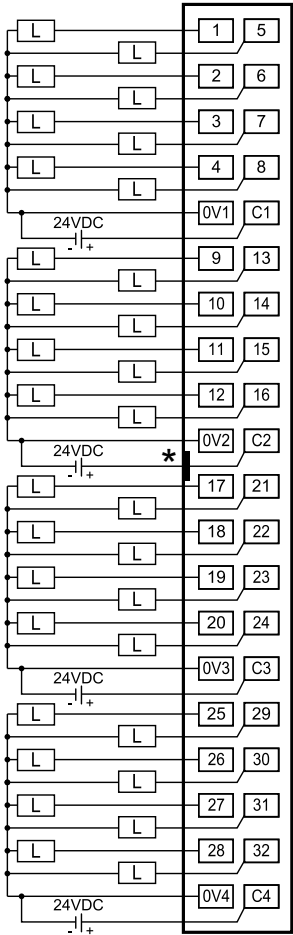 L 1 5
L
L 2 6
L
L 3 7
L
L 4 8
L
0V1 C1
24VDC
- +
L 9 13
L
L 10 14
L
L 11 15
L
L 12 16
L
0V2 C2
24VDC
*
- +
L 17 21
L
L 18 22
L
L 19 23
L
L 20 24
L
0V3 C3
24VDC
- +
L 25 29
L
L 26 30
L
L 27 31
L
L 28 32
L
0V4 C4
24VDC
- +